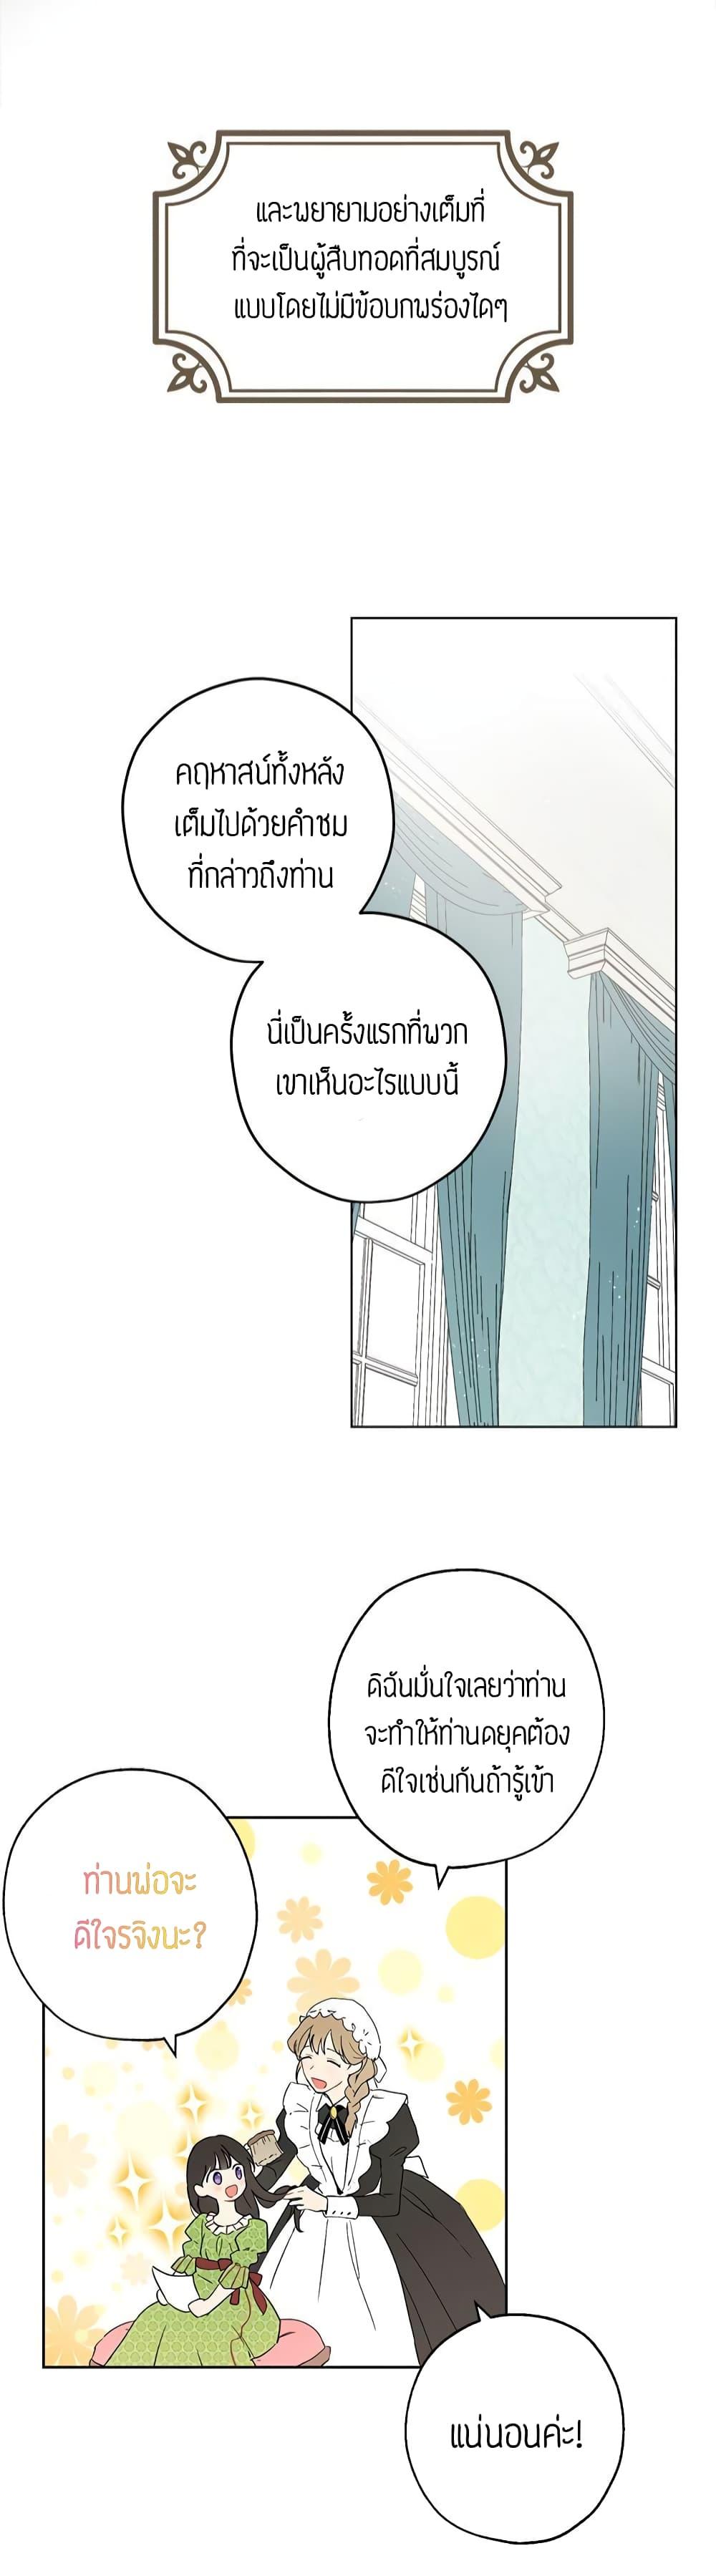 และพยายามอย่างเต็มที่
ที่จะเป็นผู้สืบทอดที่สมบูรณ์
แบบโดยไม่มีข้อบกพร่องใดๆ
คฤหาสน์ทั้งหลัง
เต็มไปด้วยคำชม
ที่กล่าวถึงท่าน
นี่เป็นครั้งแรกที่พวก
เขาเห็นอะไรแบบนี้
ดิฉันมั่นใจเลยว่าท่าน
จะทำให้ท่านดยุคต้อง
ดีใจเช่นกันถ้ารู้เข้า
ท่านพ่อจะ
ดีใจรจิงนะ?
แน่นอนค่ะ!